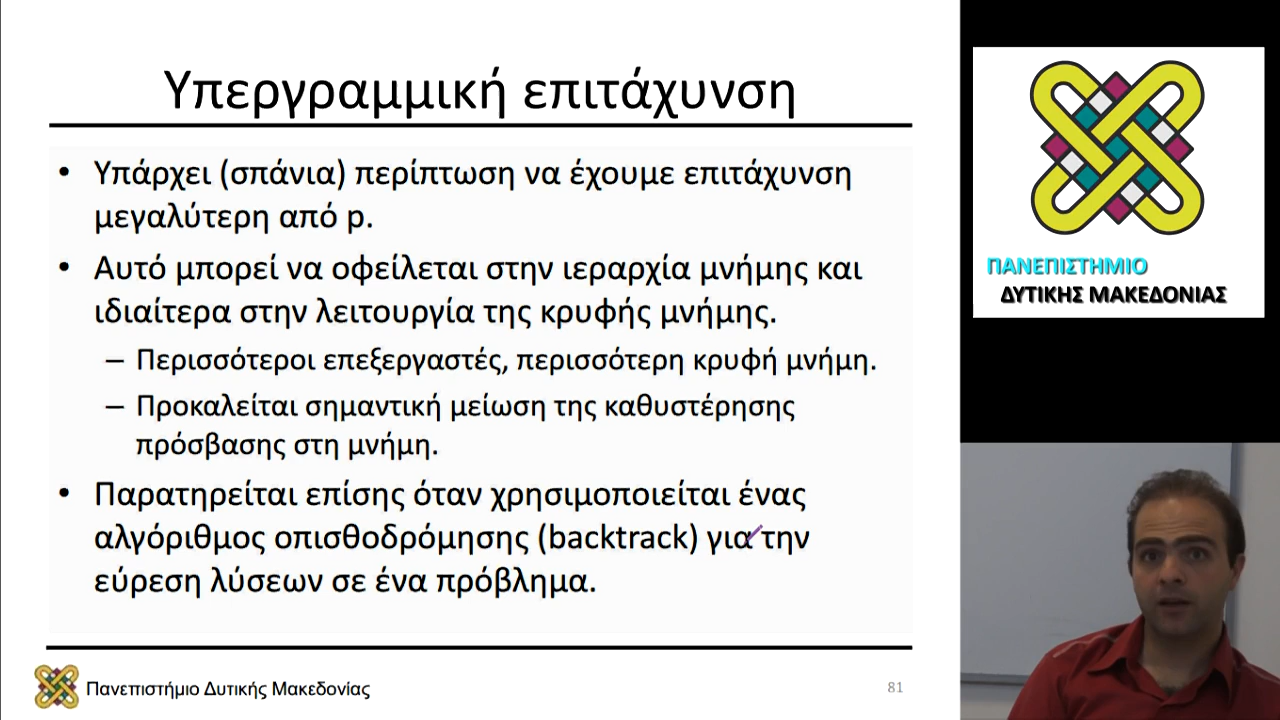 Υπεργραμμική επιτάχυνση
• Υπάρχει (σπάνια) περίπτωση να έχουμε επιτάχυνση
μεγαλύτερη από p.
• Αυτό μπορεί να οφείλεται στην ιεραρχία μνήμης και
ιδιαίτερα στην λειτουργία της κρυφής μνήμης.
– Περισσότεροι επεξεργαστές, περισσότερη κρυφή μνήμη.
– Προκαλείται σημαντική μείωση της καθυστέρησης
πρόσβασης στη μνήμη.
• Παρατηρείται επίσης όταν χρησιμοποιείται ένας
αλγόριθμος οπισθοδρόμησης (backtrack) για την
εύρεση λύσεων σε ένα πρόβλημα.
Πανεπιστήμιο Δυτικής Μακεδονίας
81
ΠΑΝΕΠΙΣΤΗΜΙΟ
ΔΥΤΙΚΗΣ ΜΑΚΕΔΟΝΙΑΣ